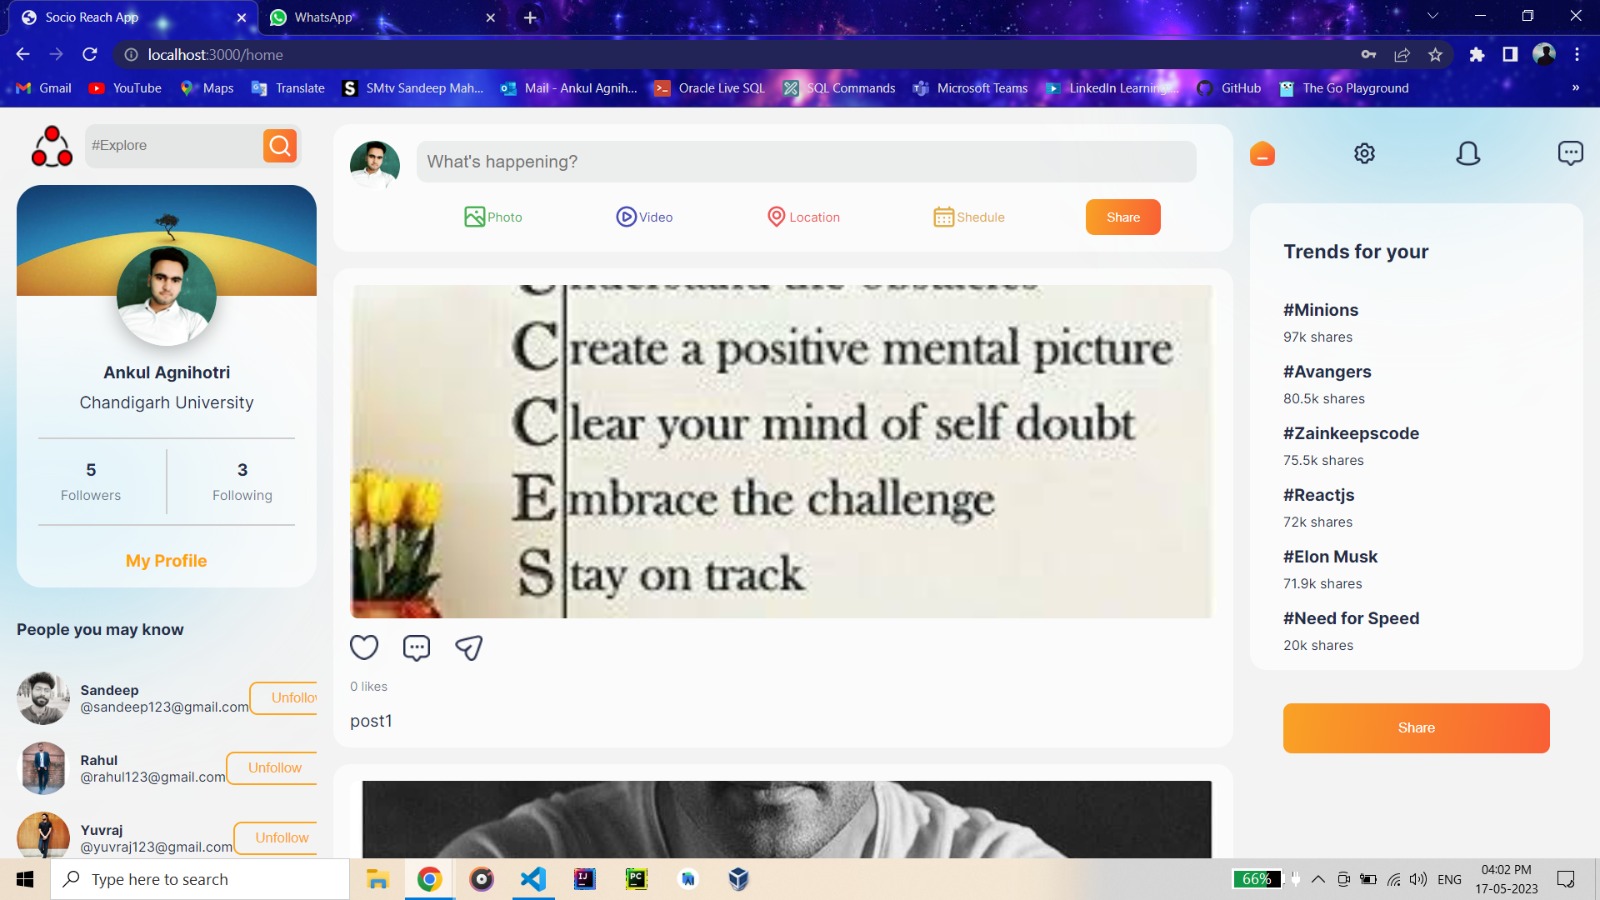 Socio Reach App
WhatsApp
localhost:3000/home
Gmail
YouTube
Maps
Translate
SMtv Sandeep Mah...
Mail - Ankul Agnih...
Oracle Live SQL
SQL Commands
Microsoft Teams
LinkedIn Learning...
GitHub
The Go Playground
»
#Explore
Ankul Agnihotri
Chandigarh University
5
Followers
3
Following
My Profile
People you may know
Sandeep
@sandeep123@gmail.com
Unfollow
Rahul
@rahul123@gmail.com
Unfollow
Yuvraj
@yuvraj123@gmail.com
Unfollow
What's happening?
Photo
Video
Location
Shedule
Share
Understand the obstacles
Create a positive mental picture
Clear your mind of self doubt
Embrace the challenge
Stay on track
0 likes
post1
Trends for your
#Minions
97k shares
#Avangers
80.5k shares
#Zainkeepscode
75.5k shares
#Reactjs
72k shares
#Elon Musk
71.9k shares
#Need for Speed
20k shares
Share
Type here to search
IJ
PC
66%
ENG
04:02 PM
17-05-2023